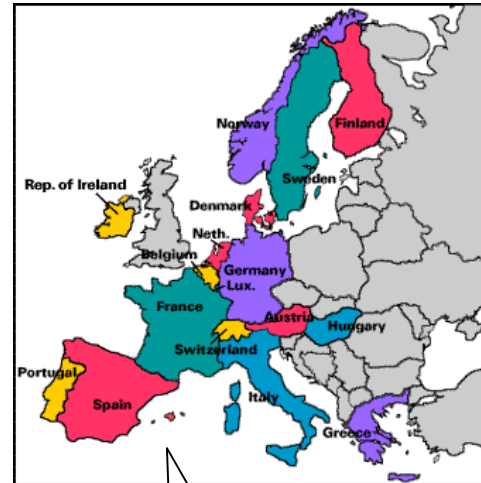 Norway
Finland
Rep. of Ireland
Sweden
Denmark
Neth.
Belgium
Germany
Lux.
France
Austria
Hungary
Switzerland
Portugal
Italy
Spain
Greece